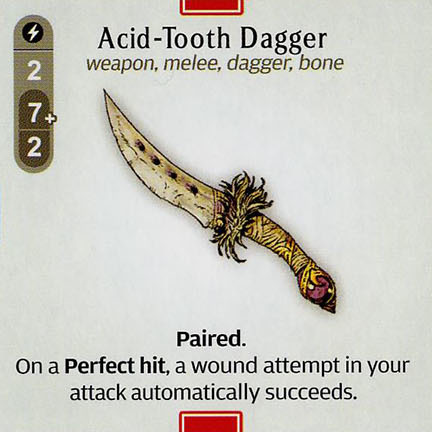 Acid-Tooth Dagger
weapon, melee, dagger, bone
2
7+
2
Paired.
On a Perfect hit, a wound attempt in your
attack automatically succeeds.